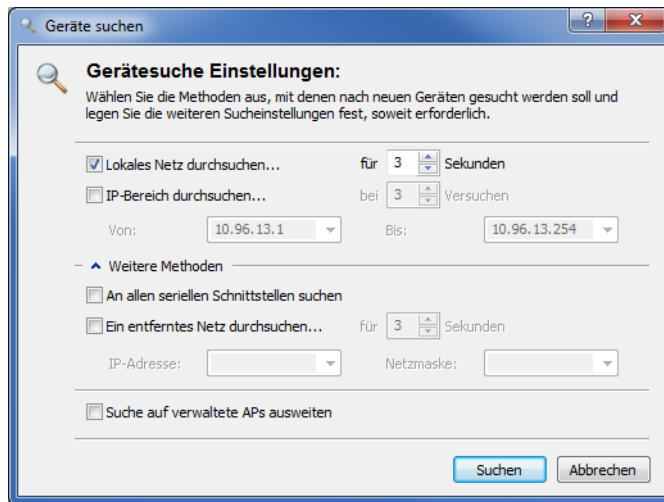 Geräte suchen
Gerätesuche Einstellungen:
Wählen Sie die Methoden aus, mit denen nach neuen Geräten gesucht werden soll und
legen Sie die weiteren Sucheinstellungen fest, soweit erforderlich.
Lokales Netz durchsuchen... für 3 Sekunden
IP-Bereich durchsuchen... bei 3 Versuchen
Von: 10.96.13.1 Bis: 10.96.13.254
Weitere Methoden
An allen seriellen Schnittstellen suchen
Ein entferntes Netz durchsuchen... für 3 Sekunden
IP-Adresse: Netzmaske:
Suche auf verwaltete APs ausweiten
Suchen Abbrechen